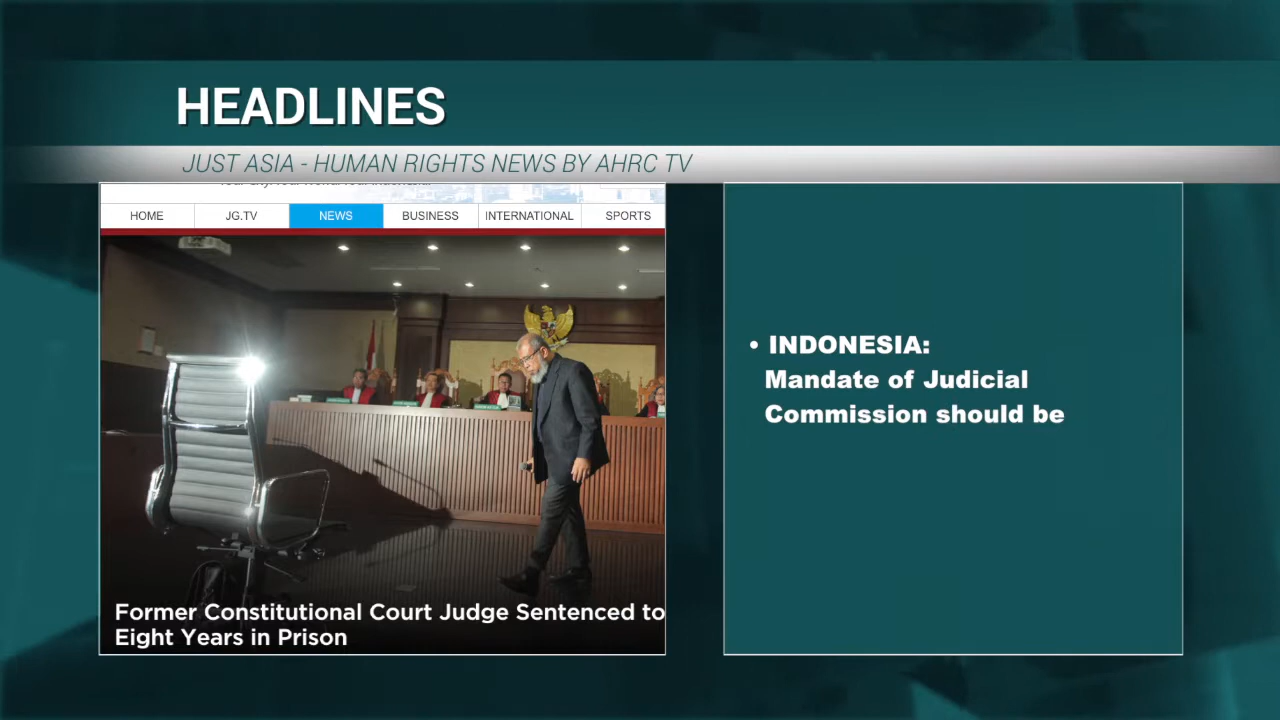 HEADLINES
JUST ASIA - HUMAN RIGHTS NEWS BY AHRC TV
HOME JG.TV NEWS BUSINESS INTERNATIONAL SPORTS
Former Constitutional Court Judge Sentenced to
Eight Years in Prison
• INDONESIA:
Mandate of Judicial
Commission should be